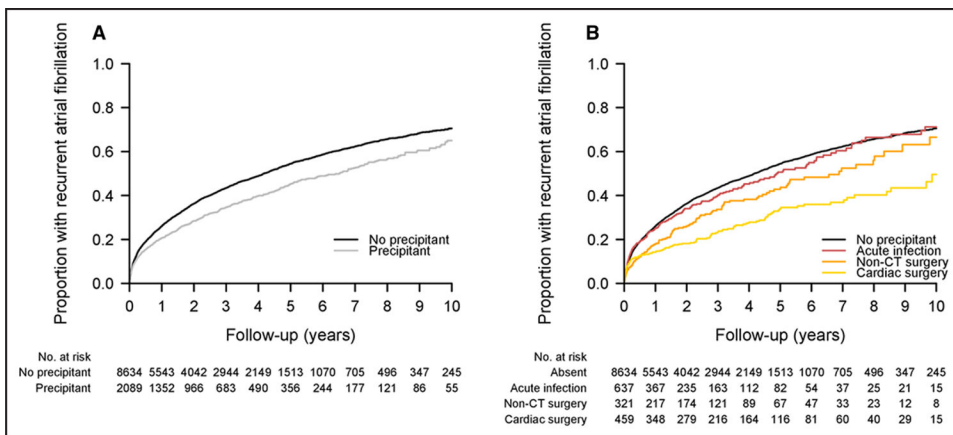 A
Proportion with recurrent atrial fibrillation
1.0
0.8
0.6
0.4
0.2
0.0
No precipitant
Precipitant
0 1 2 3 4 5 6 7 8 9 10
Follow-up (years)
No. at risk
No precipitant 8634 5543 4042 2944 2149 1513 1070 705 496 347 245
Precipitant 2089 1352 966 683 490 356 244 177 121 86 55
B
Proportion with recurrent atrial fibrillation
1.0
0.8
0.6
0.4
0.2
0.0
No precipitant
Acute infection
Non-CT surgery
Cardiac surgery
0 1 2 3 4 5 6 7 8 9 10
Follow-up (years)
No. at risk
Absent 8634 5543 4042 2944 2149 1513 1070 705 496 347 245
Acute infection 637 367 235 163 112 82 54 37 25 21 15
Non-CT surgery 321 217 174 121 89 67 47 33 23 12 8
Cardiac surgery 459 348 279 216 164 116 81 60 40 29 15